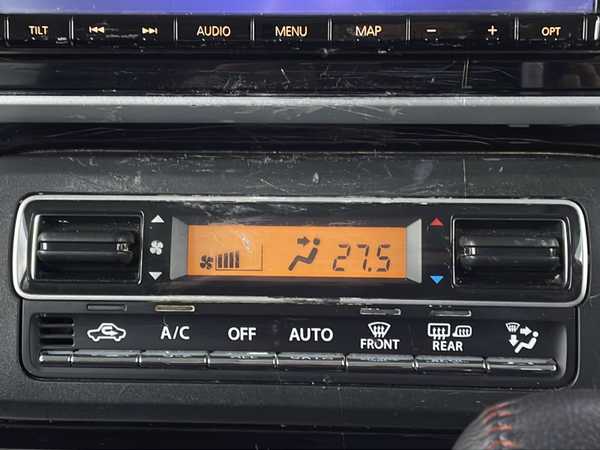 TILT AUDIO MENU MAP − + OPT
27.5
A/C OFF AUTO FRONT REAR